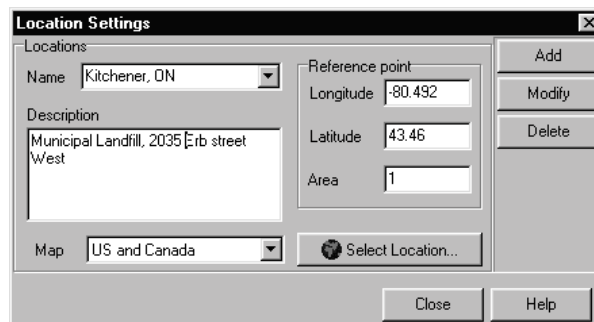 Location Settings
Locations
Name Kitchener, ON
Description
Municipal Landfill, 2035 Erb street
West
Map US and Canada
Reference point
Longitude -80.492
Latitude 43.46
Area 1
Select Location...
Add
Modify
Delete
Close Help